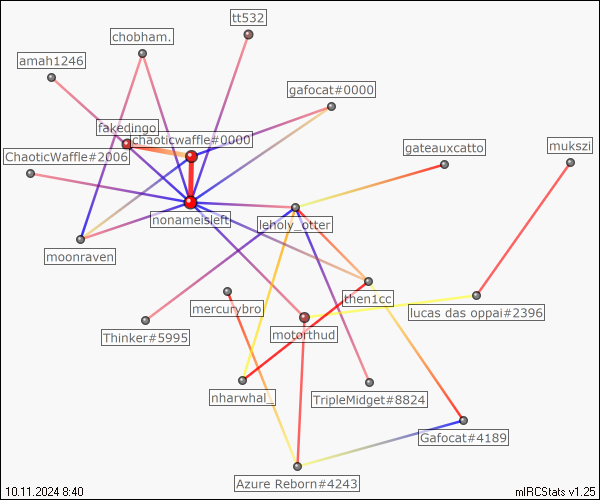 tt532
chobham.
amah1246
gafocat#0000
fakedingo
chaoticwaffle#0000
gateauxcatto
mukszi
ChaoticWaffle#2006
nonameisleft
leholy_otter
moonraven
then1cc
mercurybro
lucas das oppai#2396
Thinker#5995
motorthud
nharwhal_
TripleMidget#8824
Gafocat#4189
Azure Reborn#4243
10.11.2024 8:40
mIRCStats v1.25